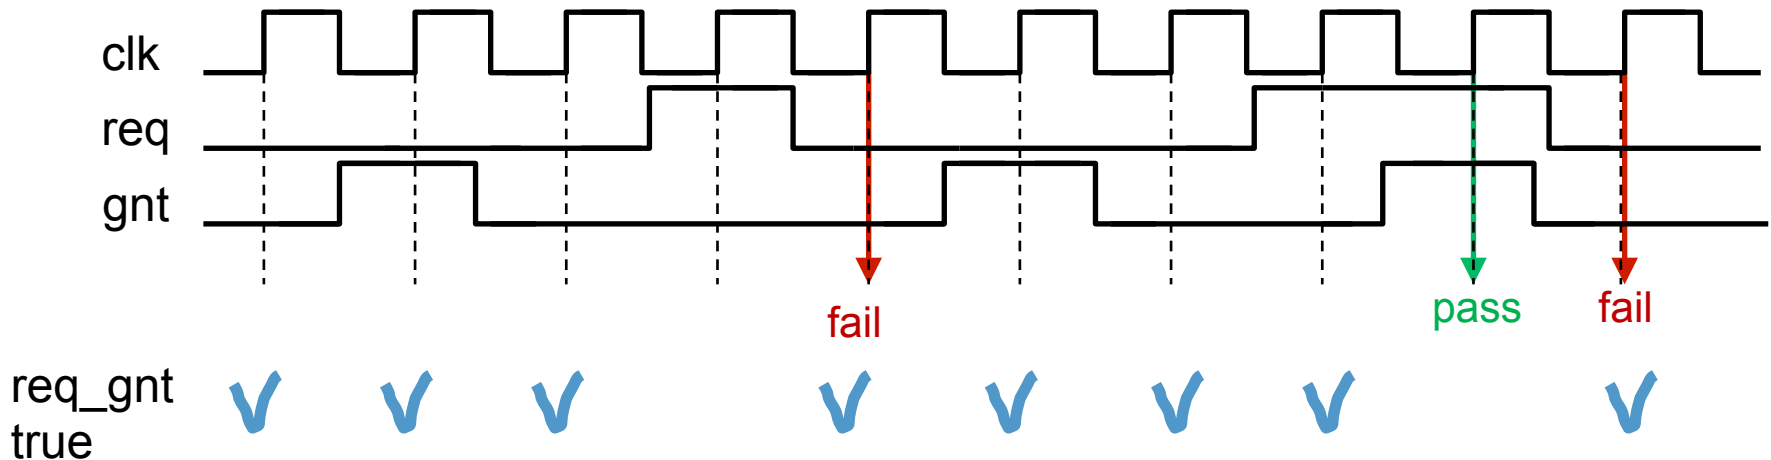 clk
req
gnt
fail
pass
fail
req_gnt
true